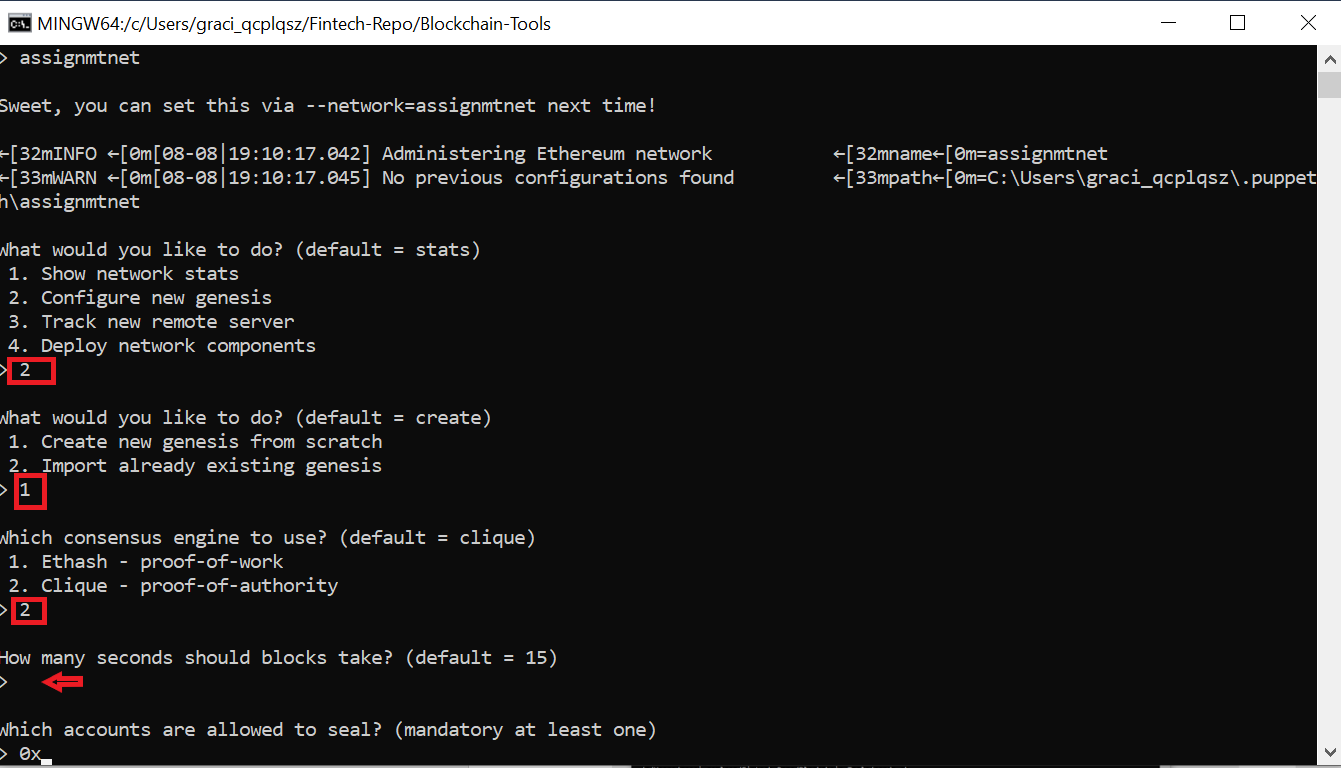 MINGW64:/c/Users/graci_qcplqsz/Fintech-Repo/Blockchain-Tools
> assignmtnet
Sweet, you can set this via --network=assignmtnet next time!
←[32mINFO ←[0m[08-08|19:10:17.042] Administering Ethereum network ←[32mname←[0m=assignmtnet
←[33mWARN ←[0m[08-08|19:10:17.045] No previous configurations found ←[33mpath←[0m=C:\Users\graci_qcplqsz\.puppet
h\assignmtnet
What would you like to do? (default = stats)
1. Show network stats
2. Configure new genesis
3. Track new remote server
4. Deploy network components
> 2
What would you like to do? (default = create)
1. Create new genesis from scratch
2. Import already existing genesis
> 1
Which consensus engine to use? (default = clique)
1. Ethash - proof-of-work
2. Clique - proof-of-authority
> 2
How many seconds should blocks take? (default = 15)
>
Which accounts are allowed to seal? (mandatory at least one)
> 0x